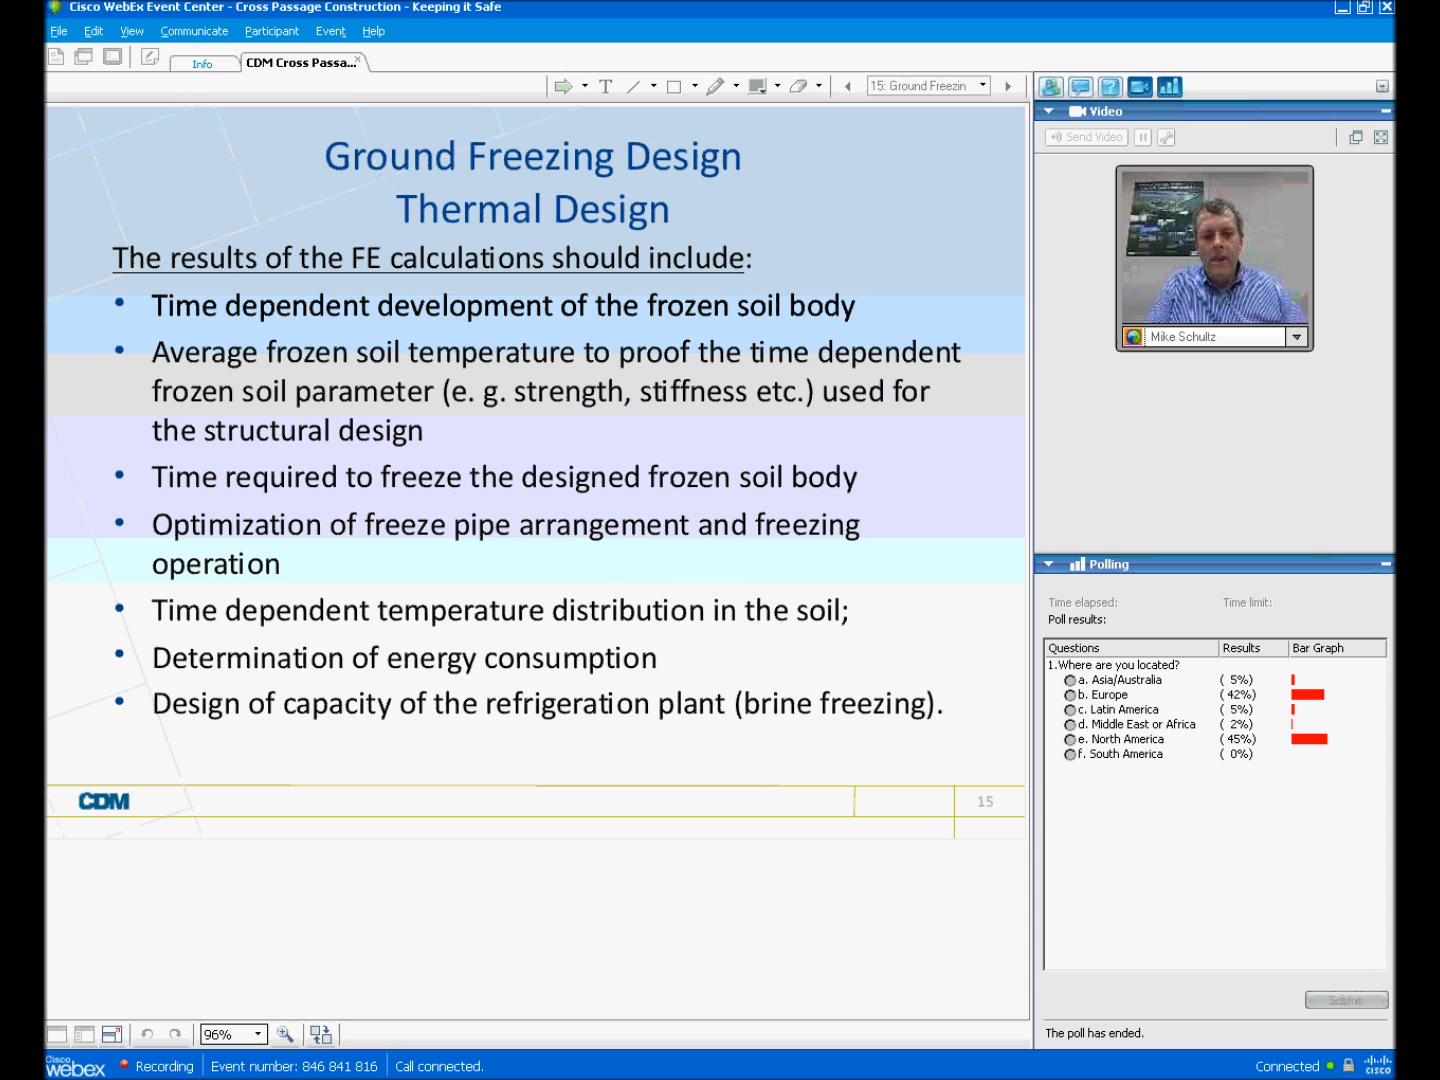 Cisco WebEx Event Center - Cross Passage Construction - Keeping it Safe
File Edit View Communicate Participant Event Help
Info CDM Cross Passa...
15: Ground Freezin
Ground Freezing Design
Thermal Design
The results of the FE calculations should include:
• Time dependent development of the frozen soil body
• Average frozen soil temperature to proof the time dependent
frozen soil parameter (e. g. strength, stiffness etc.) used for
the structural design
• Time required to freeze the designed frozen soil body
• Optimization of freeze pipe arrangement and freezing
operation
• Time dependent temperature distribution in the soil;
• Determination of energy consumption
• Design of capacity of the refrigeration plant (brine freezing).
CDM
15
Video
Send Video
Mike Schultz
Polling
Time elapsed: Time limit:
Poll results:
Questions Results Bar Graph
1.Where are you located?
a. Asia/Australia ( 5%)
b. Europe ( 42%)
c. Latin America ( 5%)
d. Middle East or Africa ( 2%)
e. North America ( 45%)
f. South America ( 0%)
Submit
The poll has ended.
96%
Cisco webex Recording Event number: 846 841 816 Call connected. Connected CISCO